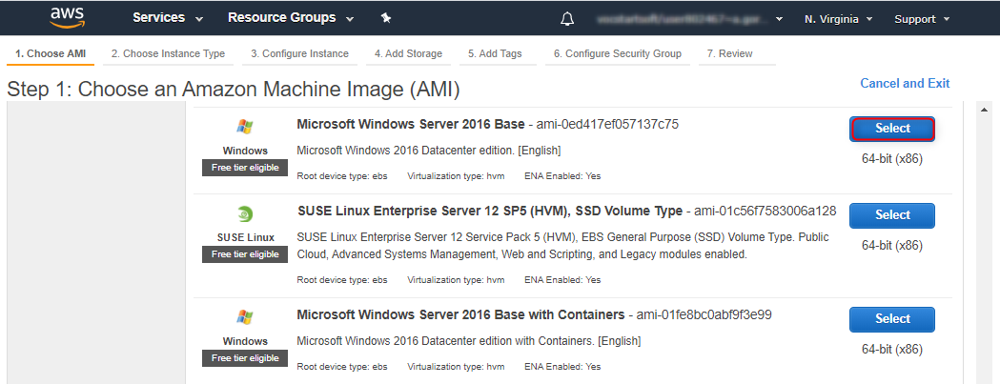 aws Services Resource Groups N. Virginia Support
1. Choose AMI 2. Choose Instance Type 3. Configure Instance 4. Add Storage 5. Add Tags 6. Configure Security Group 7. Review
Step 1: Choose an Amazon Machine Image (AMI) Cancel and Exit
Windows
Free tier eligible
Microsoft Windows Server 2016 Base - ami-0ed417ef057137c75
Microsoft Windows 2016 Datacenter edition. [English]
Root device type: ebs Virtualization type: hvm ENA Enabled: Yes
Select
64-bit (x86)
SUSE Linux
Free tier eligible
SUSE Linux Enterprise Server 12 SP5 (HVM), SSD Volume Type - ami-01c56f7583006a128
SUSE Linux Enterprise Server 12 Service Pack 5 (HVM), EBS General Purpose (SSD) Volume Type. Public
Cloud, Advanced Systems Management, Web and Scripting, and Legacy modules enabled.
Root device type: ebs Virtualization type: hvm ENA Enabled: Yes
Select
64-bit (x86)
Windows
Free tier eligible
Microsoft Windows Server 2016 Base with Containers - ami-01fe8bc0abf9f3e99
Microsoft Windows 2016 Datacenter edition with Containers. [English]
Root device type: ebs Virtualization type: hvm ENA Enabled: Yes
Select
64-bit (x86)